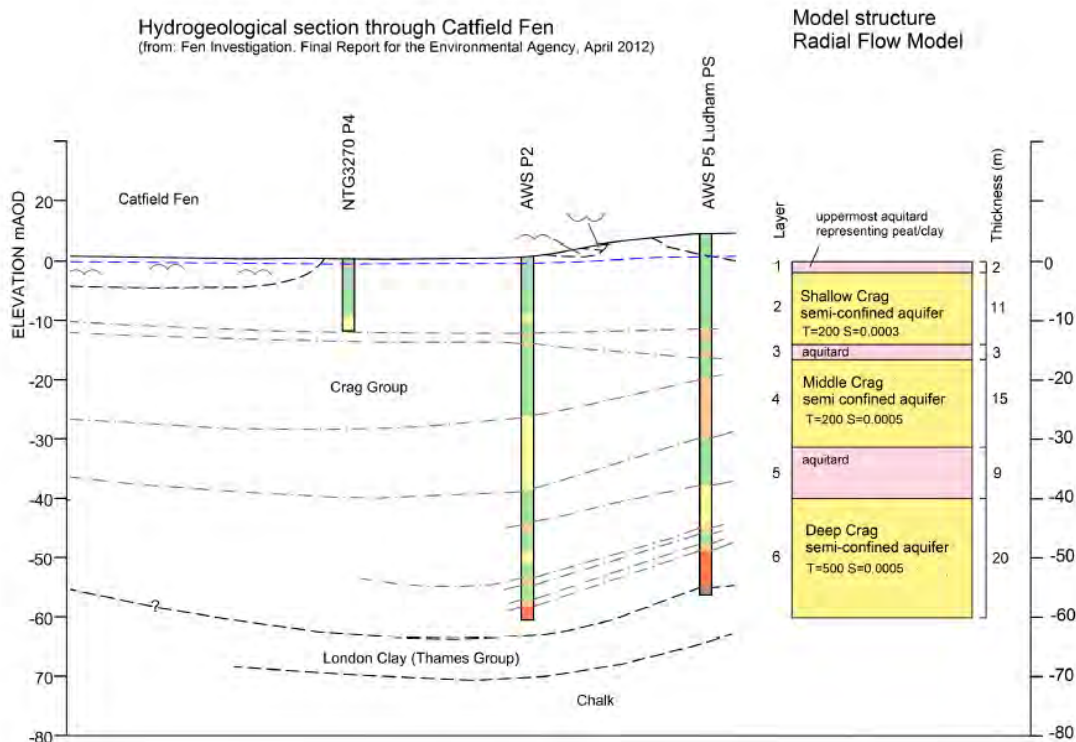 Hydrogeological section through Catfield Fen
(from: Fen Investigation. Final Report for the Environmental Agency, April 2012)
Model structure
Radial Flow Model
NTG3270 P4
AWS P2
AWS P5 Ludham PS
Catfield Fen
ELEVATION mAOD
20
0
-10
-20
-30
-40
-50
-60
70
-80
Crag Group
?
London Clay (Thames Group)
Chalk
Layer
uppermost aquitard
representing peat/clay
Thickness (m)
1
2
2
Shallow Crag
semi-confined aquifer
T=200 S=0.0003
11
3
aquitard
3
4
Middle Crag
semi confined aquifer
T=200 S=0.0005
15
5
aquitard
9
6
Deep Crag
semi-confined aquifer
T=500 S=0.0005
20
0
-10
-20
-30
-40
-50
-60
-70
-80